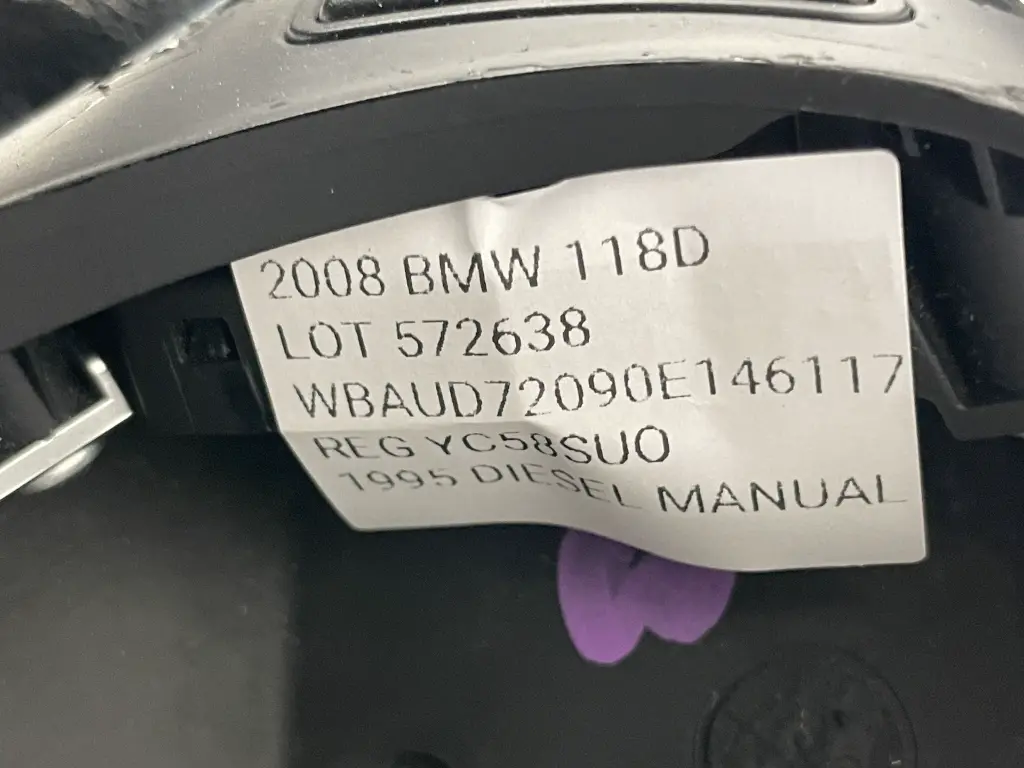 2008 BMW 118D
LOT 572638
WBAUD72090E146117
REG YC58SUO
1995 DIESEL MANUAL